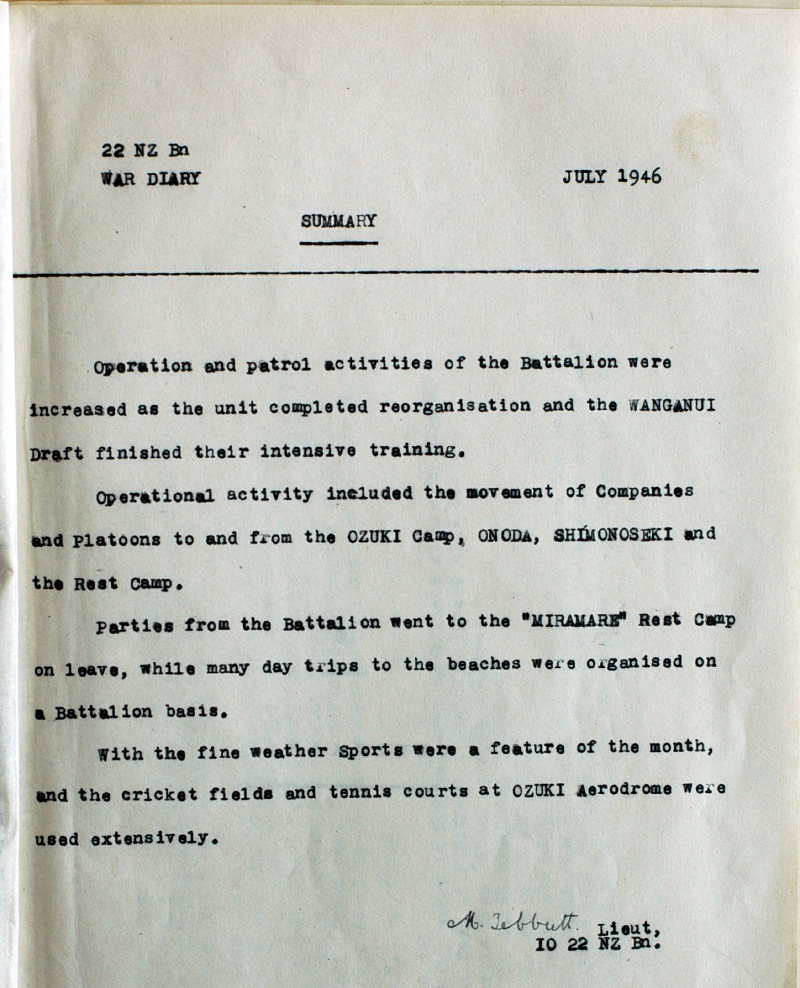 22 NZ Bn
WAR DIARY JULY 1946
SUMMARY
Operation and patrol activities of the Battalion were
increased as the unit completed reorganisation and the WANGANUI
Draft finished their intensive training.
Operational activity included the movement of Companies
and Platoons to and from the OZUKI Camp, ONODA, SHIMONOSEKI and
the Rest Camp.
Parties from the Battalion went to the "MIRAMARE" Rest Camp
on leave, while many day trips to the beaches were organised on
a Battalion basis.
With the fine weather Sports were a feature of the month,
and the cricket fields and tennis courts at OZUKI Aerodrome were
used extensively.
M. Tebbutt. Lieut,
IO 22 NZ Bn.